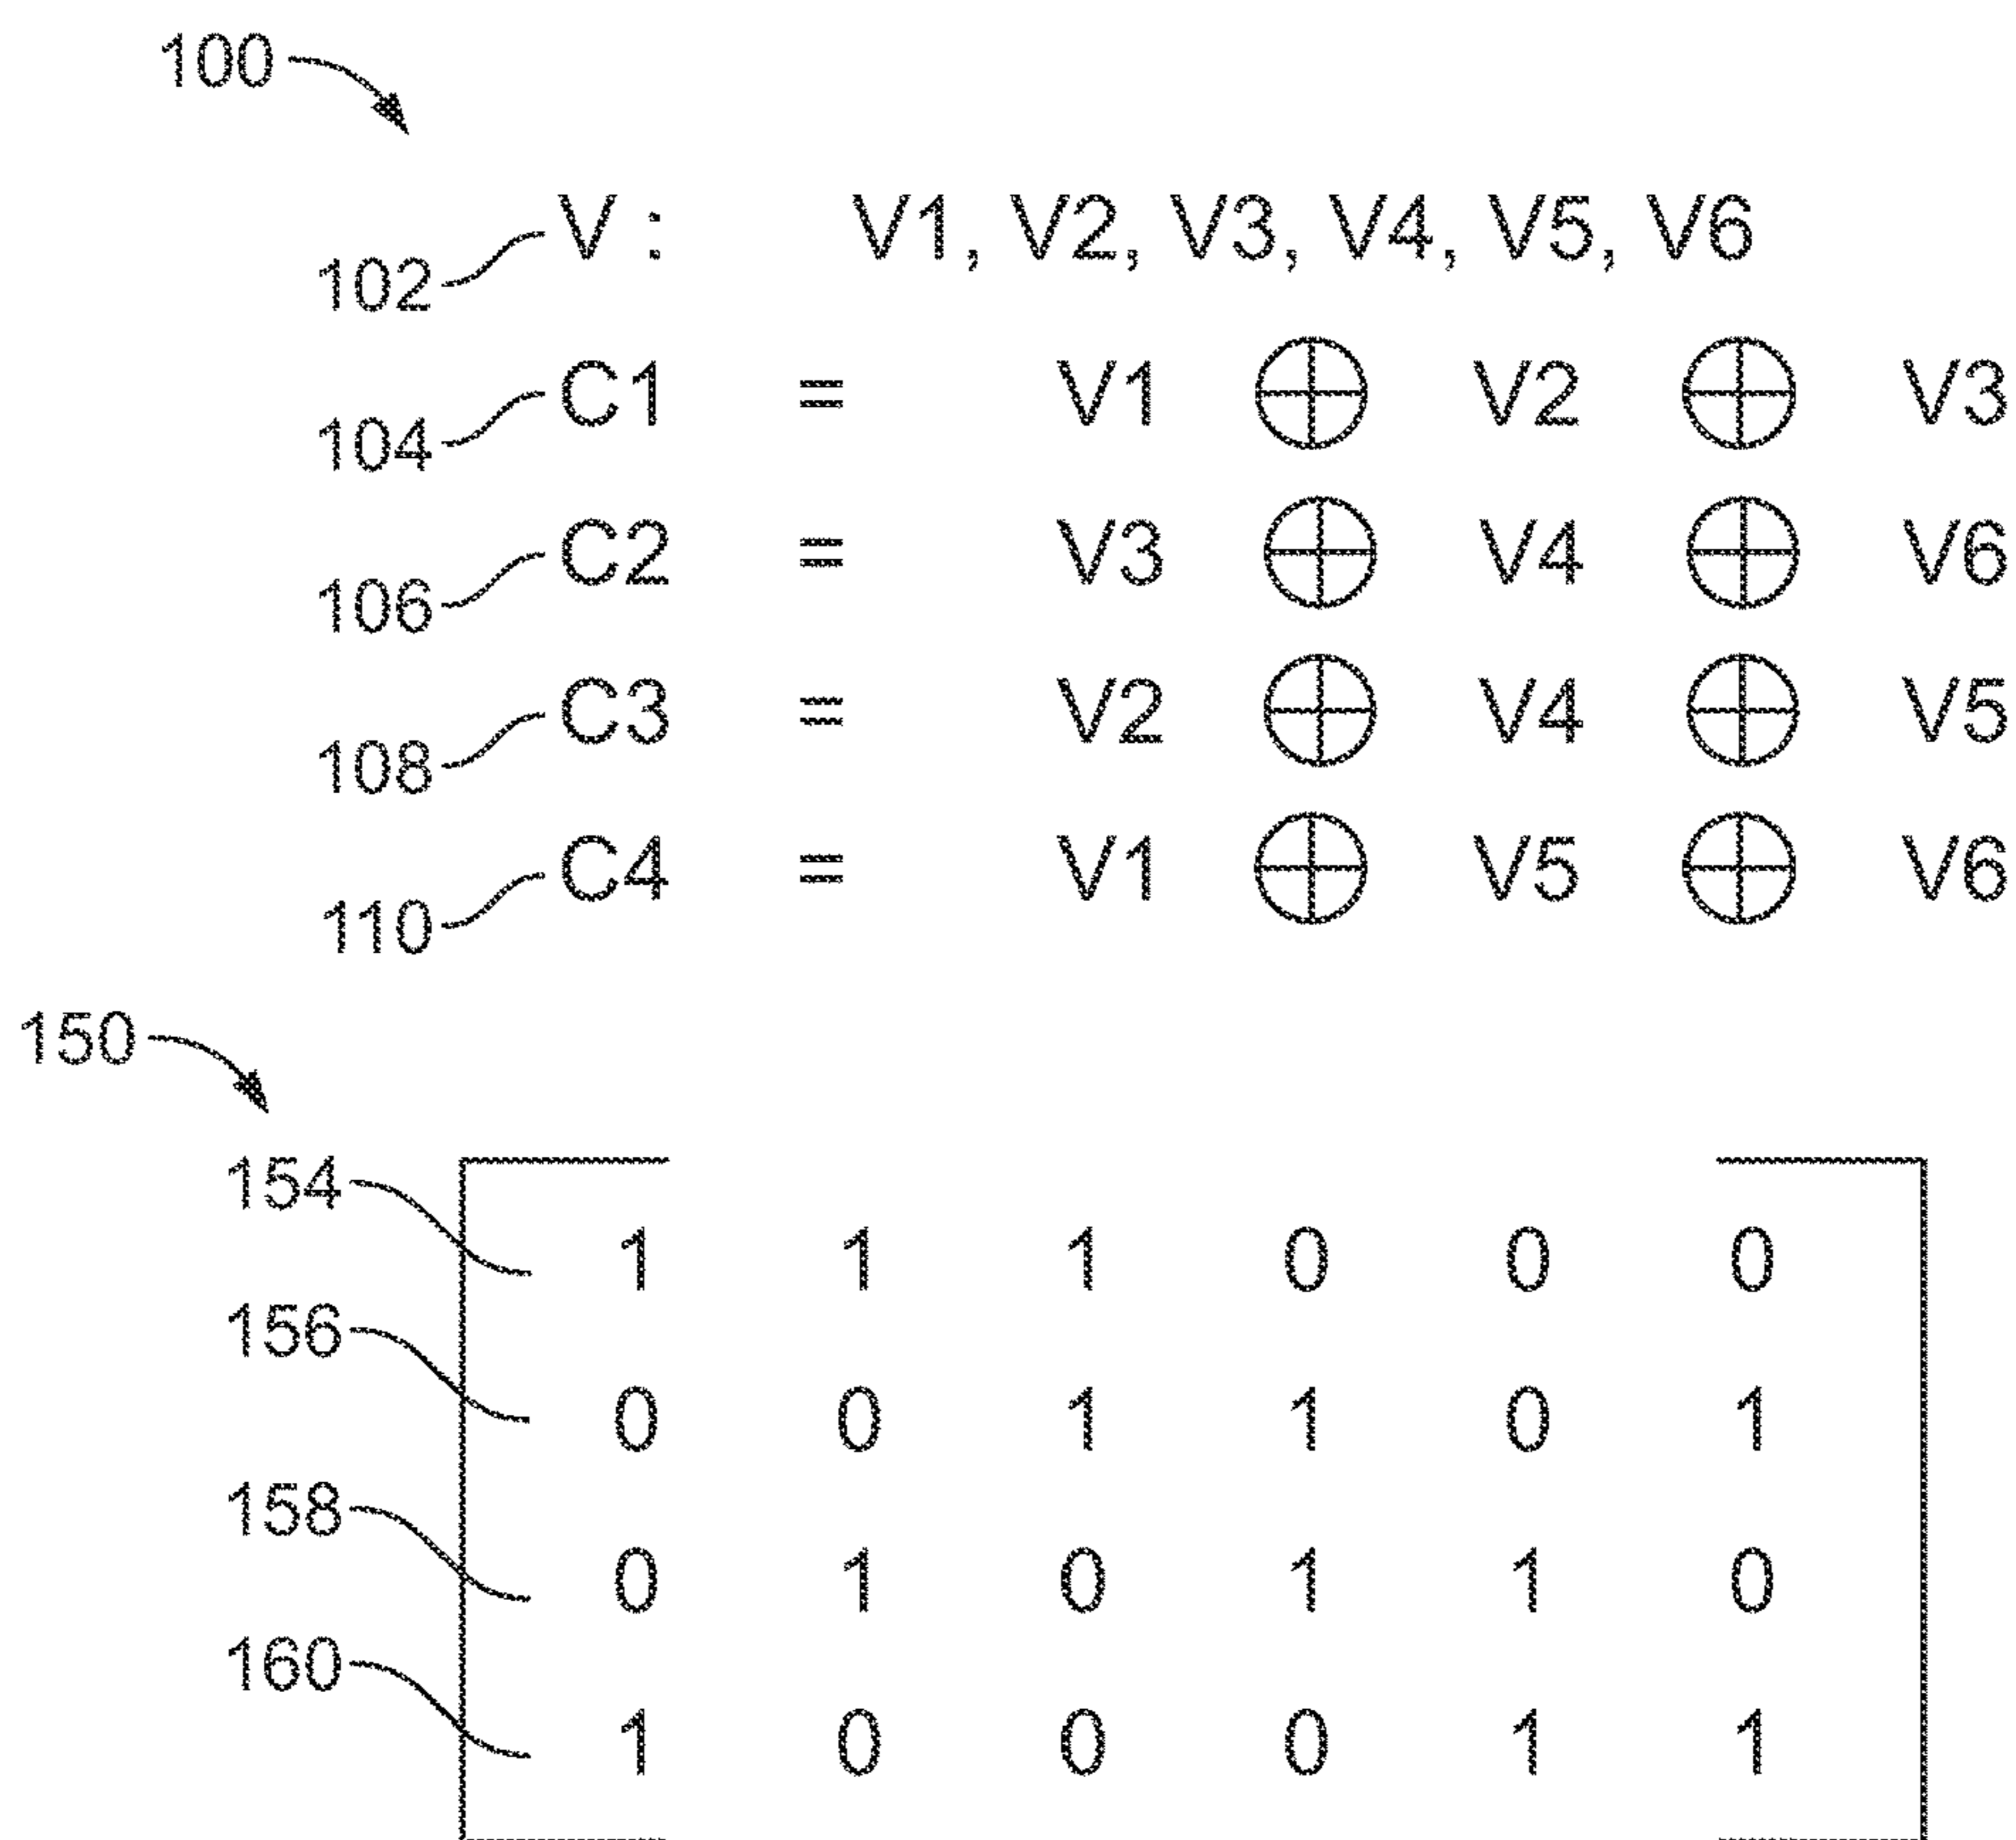 100
102 V : V1, V2, V3, V4, V5, V6
104 C1 = V1 ⊕ V2 ⊕ V3
106 C2 = V3 ⊕ V4 ⊕ V6
108 C3 = V2 ⊕ V4 ⊕ V5
110 C4 = V1 ⊕ V5 ⊕ V6
150
154 1 1 1 0 0 0
156 0 0 1 1 0 1
158 0 1 0 1 1 0
160 1 0 0 0 1 1